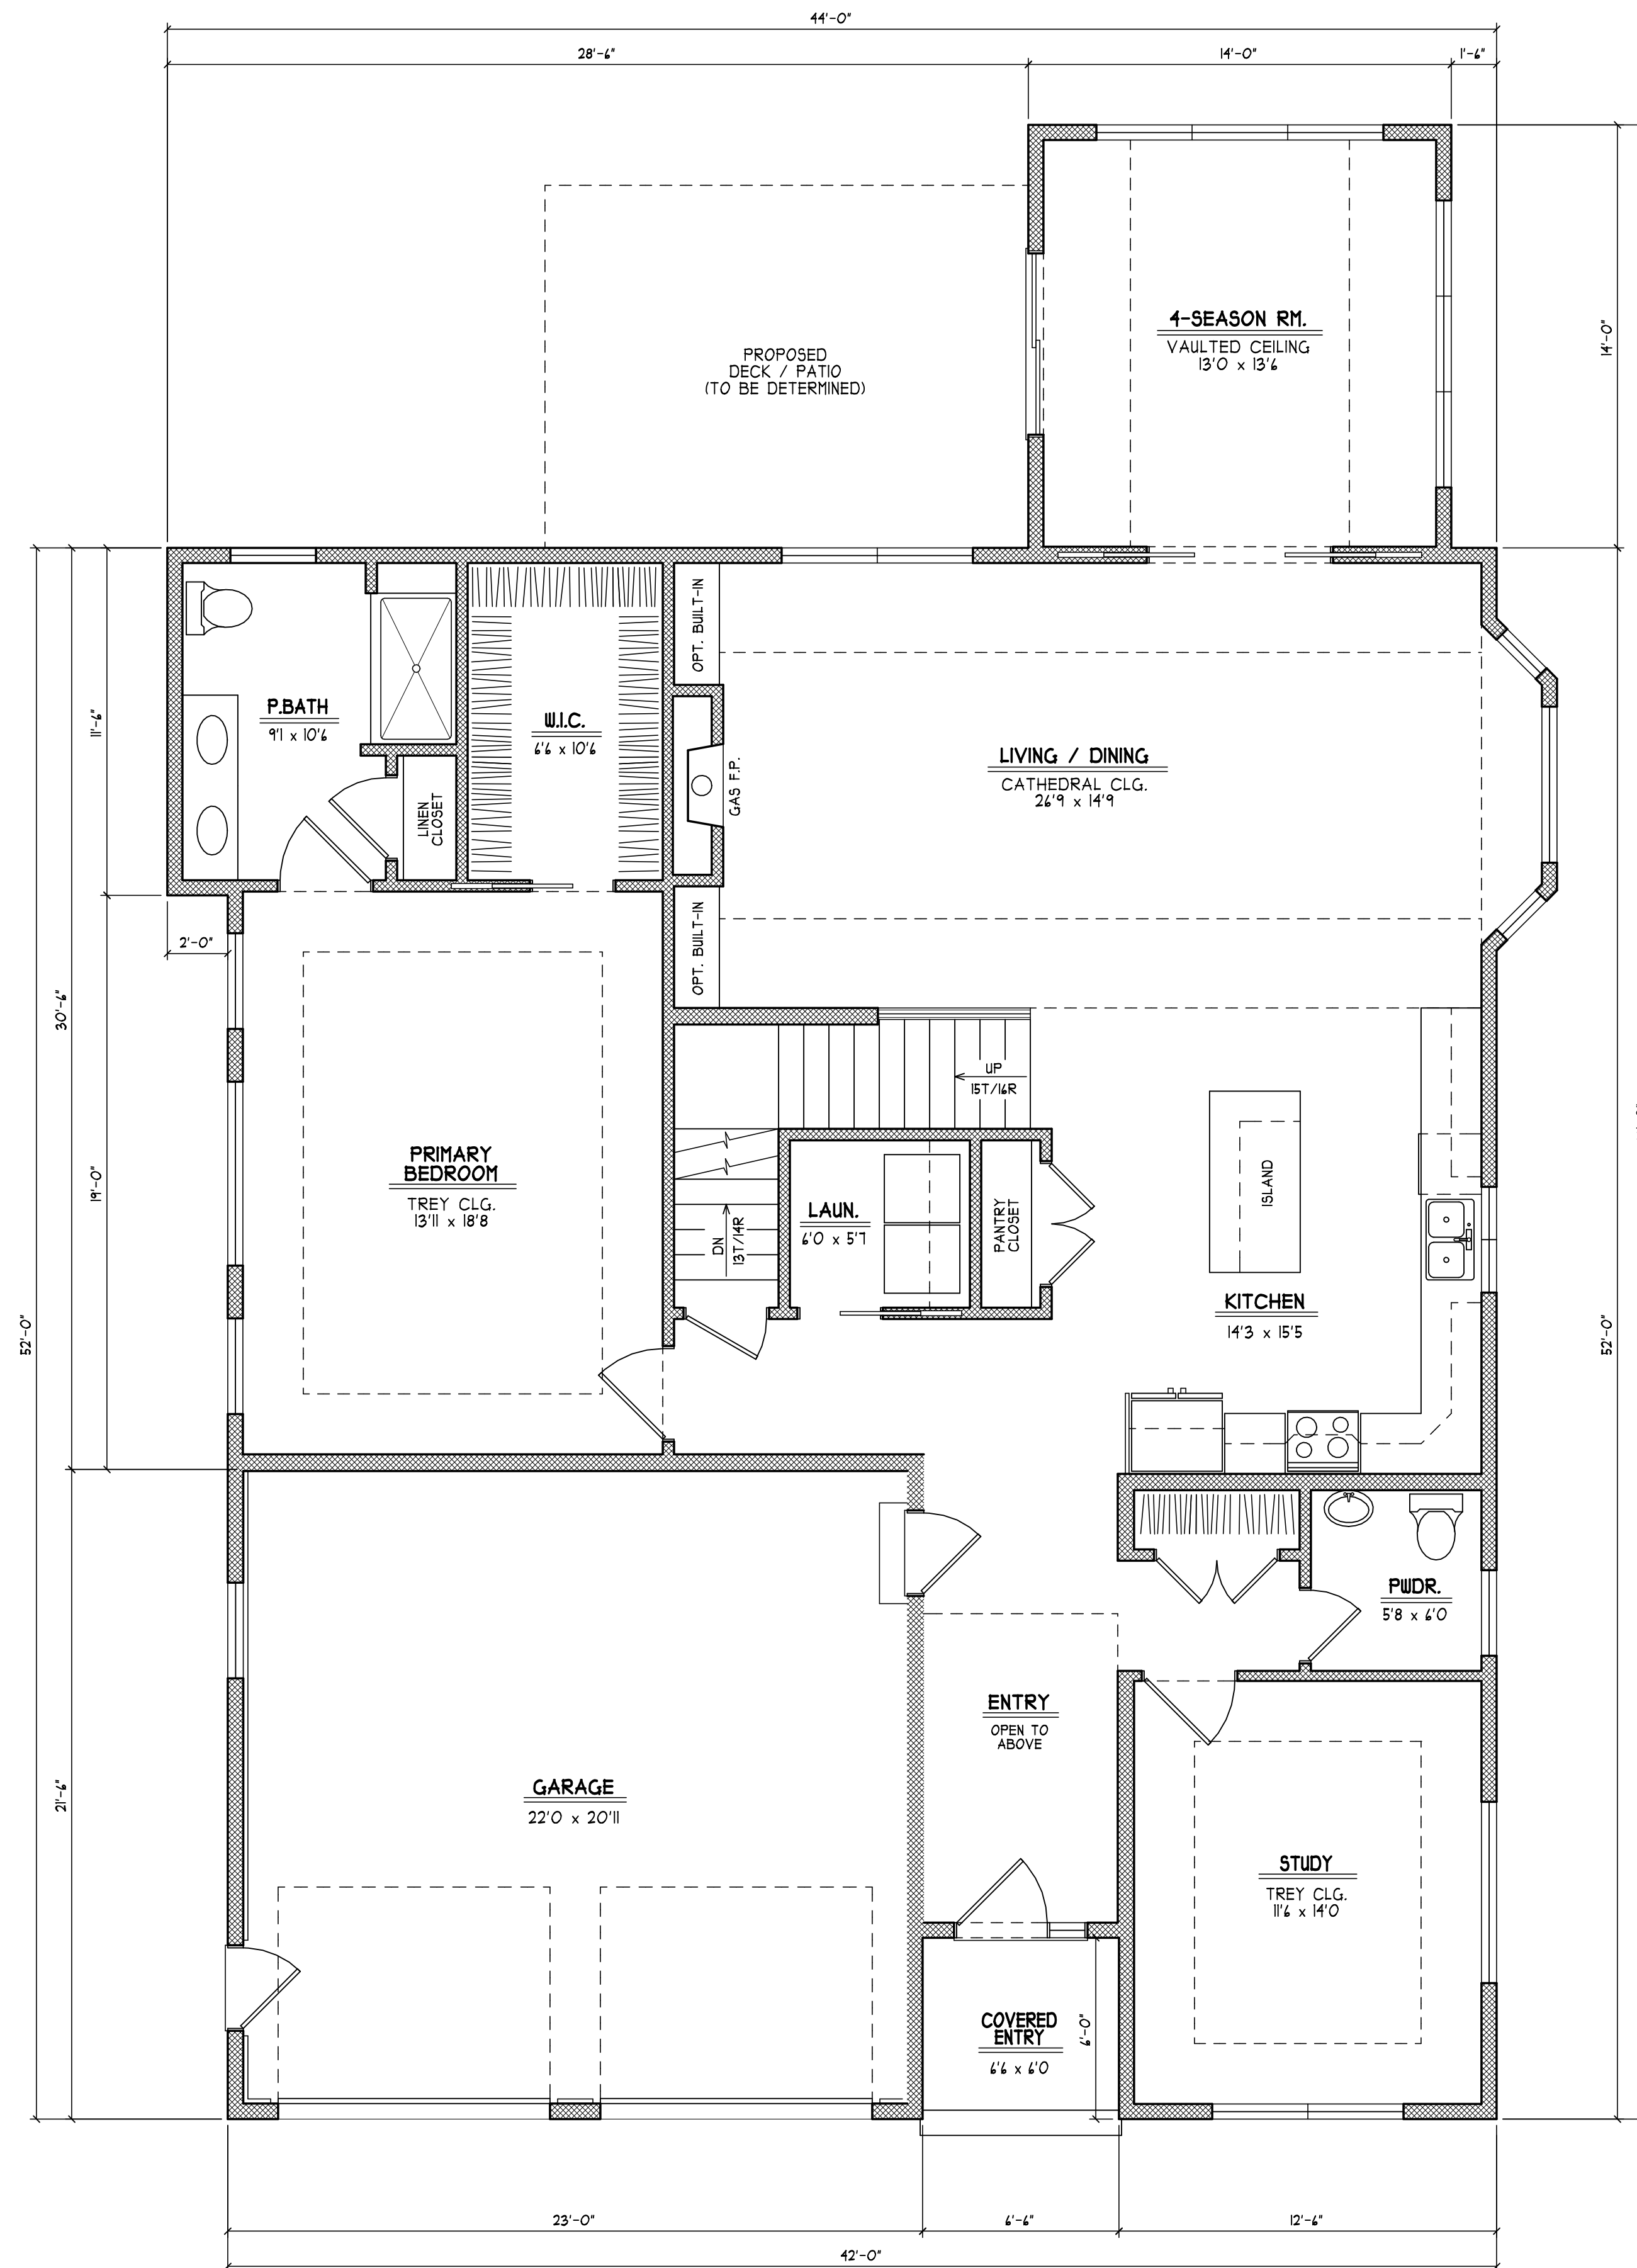 44'-0"
28'-6"
14'-0"
1'-6"
4-SEASON RM.
VAULTED CEILING
13'0 x 13'6
14'-0"
PROPOSED
DECK / PATIO
(TO BE DETERMINED)
OPT. BUILT-IN
P.BATH
9'1 x 10'6
W.I.C.
6'6 x 10'6
11'-6"
LIVING / DINING
CATHEDRAL CLG.
26'9 x 14'9
GAS F.P.
LINEN
CLOSET
OPT. BUILT-IN
2'-0"
30'-6"
UP
15T/16R
PRIMARY
BEDROOM
TREY CLG.
13'11 x 18'8
19'-0"
ISLAND
LAUN.
6'0 x 5'7
PANTRY
CLOSET
DN
13T/14R
KITCHEN
14'3 x 15'5
52'-0"
52'-0"
PWDR.
5'8 x 6'0
ENTRY
OPEN TO
ABOVE
GARAGE
22'0 x 20'11
21'-6"
STUDY
TREY CLG.
11'6 x 14'0
COVERED
ENTRY
6'6 x 6'0
6'-0"
23'-0"
6'-6"
12'-6"
42'-0"